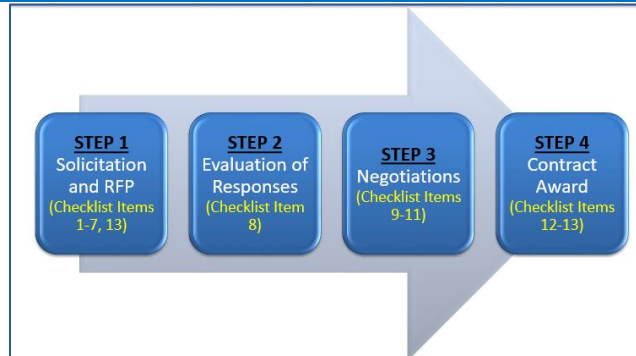 STEP 1
Solicitation
and RFP
(Checklist Items
1-7, 13)
STEP 2
Evaluation of
Responses
(Checklist Item
8)
STEP 3
Negotiations
(Checklist Items
9-11)
STEP 4
Contract
Award
(Checklist Items
12-13)